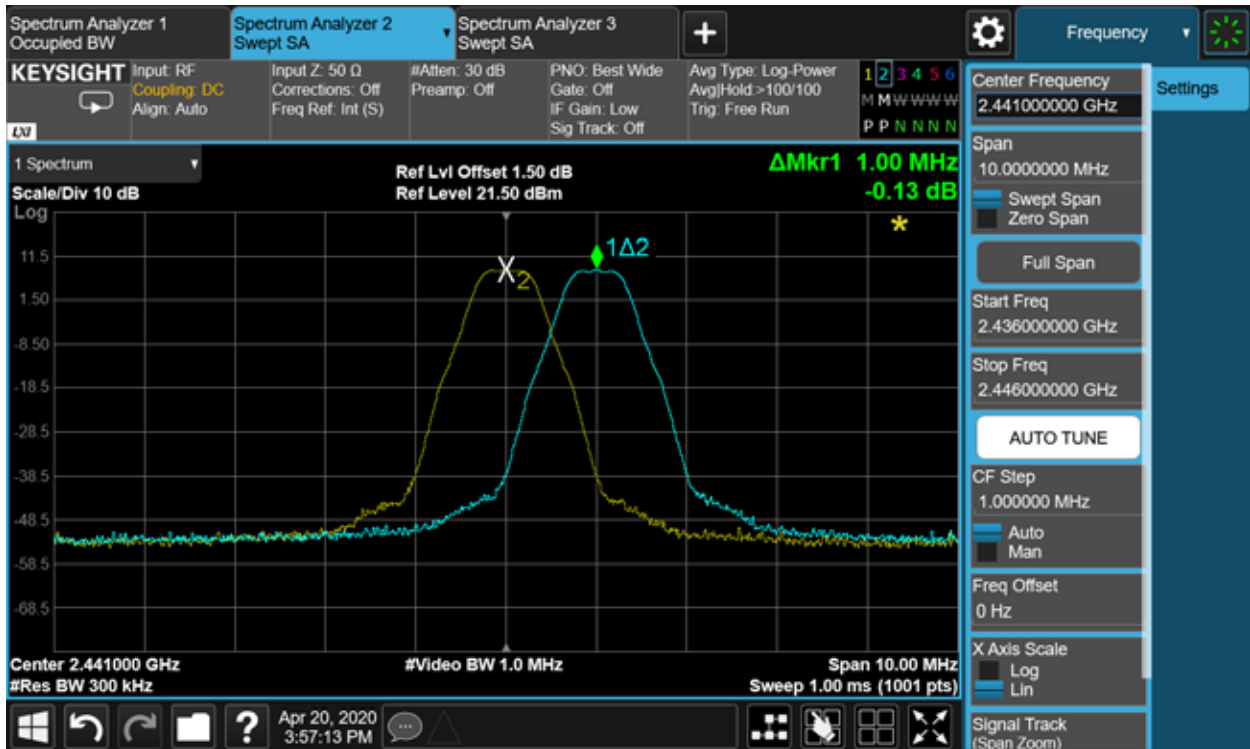 Spectrum Analyzer 1
Occupied BW
Spectrum Analyzer 2
Swept SA
Spectrum Analyzer 3
Swept SA
+
Frequency
KEYSIGHT
LXI
Input: RF
Coupling: DC
Align: Auto
Input Z: 50 Ω
Corrections: Off
Freq Ref: Int (S)
#Atten: 30 dB
Preamp: Off
PNO: Best Wide
Gate: Off
IF Gain: Low
Sig Track: Off
Avg Type: Log-Power
Avg|Hold:>100/100
Trig: Free Run
1 2 3 4 5 6
M M W W W W
P P N N N N
1 Spectrum
Scale/Div 10 dB
Log
Ref Lvl Offset 1.50 dB
Ref Level 21.50 dBm
ΔMkr1 1.00 MHz
-0.13 dB
*
11.5
1.50
-8.50
-18.5
-28.5
-38.5
-48.5
-58.5
-68.5
X2
1Δ2
Center 2.441000 GHz
#Video BW 1.0 MHz
Span 10.00 MHz
#Res BW 300 kHz
Sweep 1.00 ms (1001 pts)
?
Apr 20, 2020
3:57:13 PM
Center Frequency
2.441000000 GHz
Settings
Span
10.0000000 MHz
Swept Span
Zero Span
Full Span
Start Freq
2.436000000 GHz
Stop Freq
2.446000000 GHz
AUTO TUNE
CF Step
1.000000 MHz
Auto
Man
Freq Offset
0 Hz
X Axis Scale
Log
Lin
Signal Track
(Span Zoom)